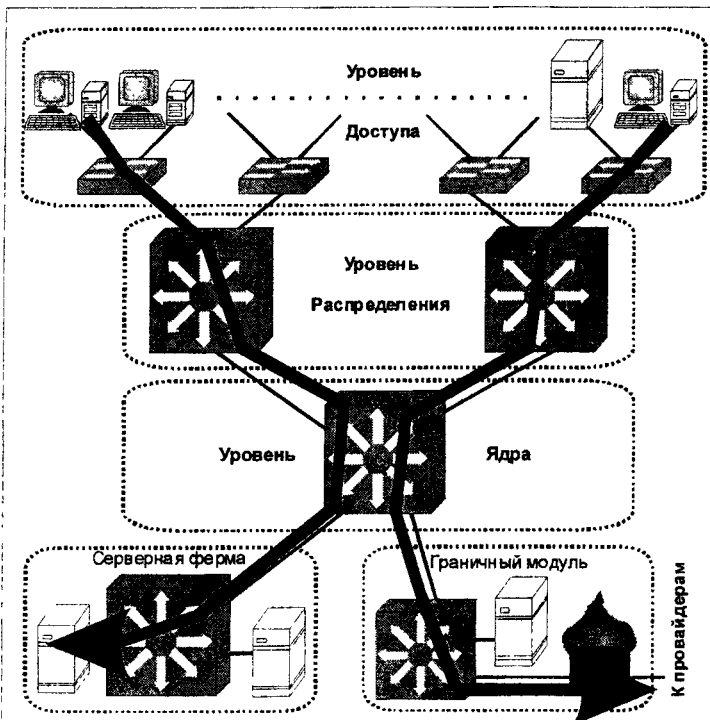 Уровень
Доступа
Уровень
Распределения
Уровень
Ядра
Серверная ферма
Граничный модуль
К провайдерам